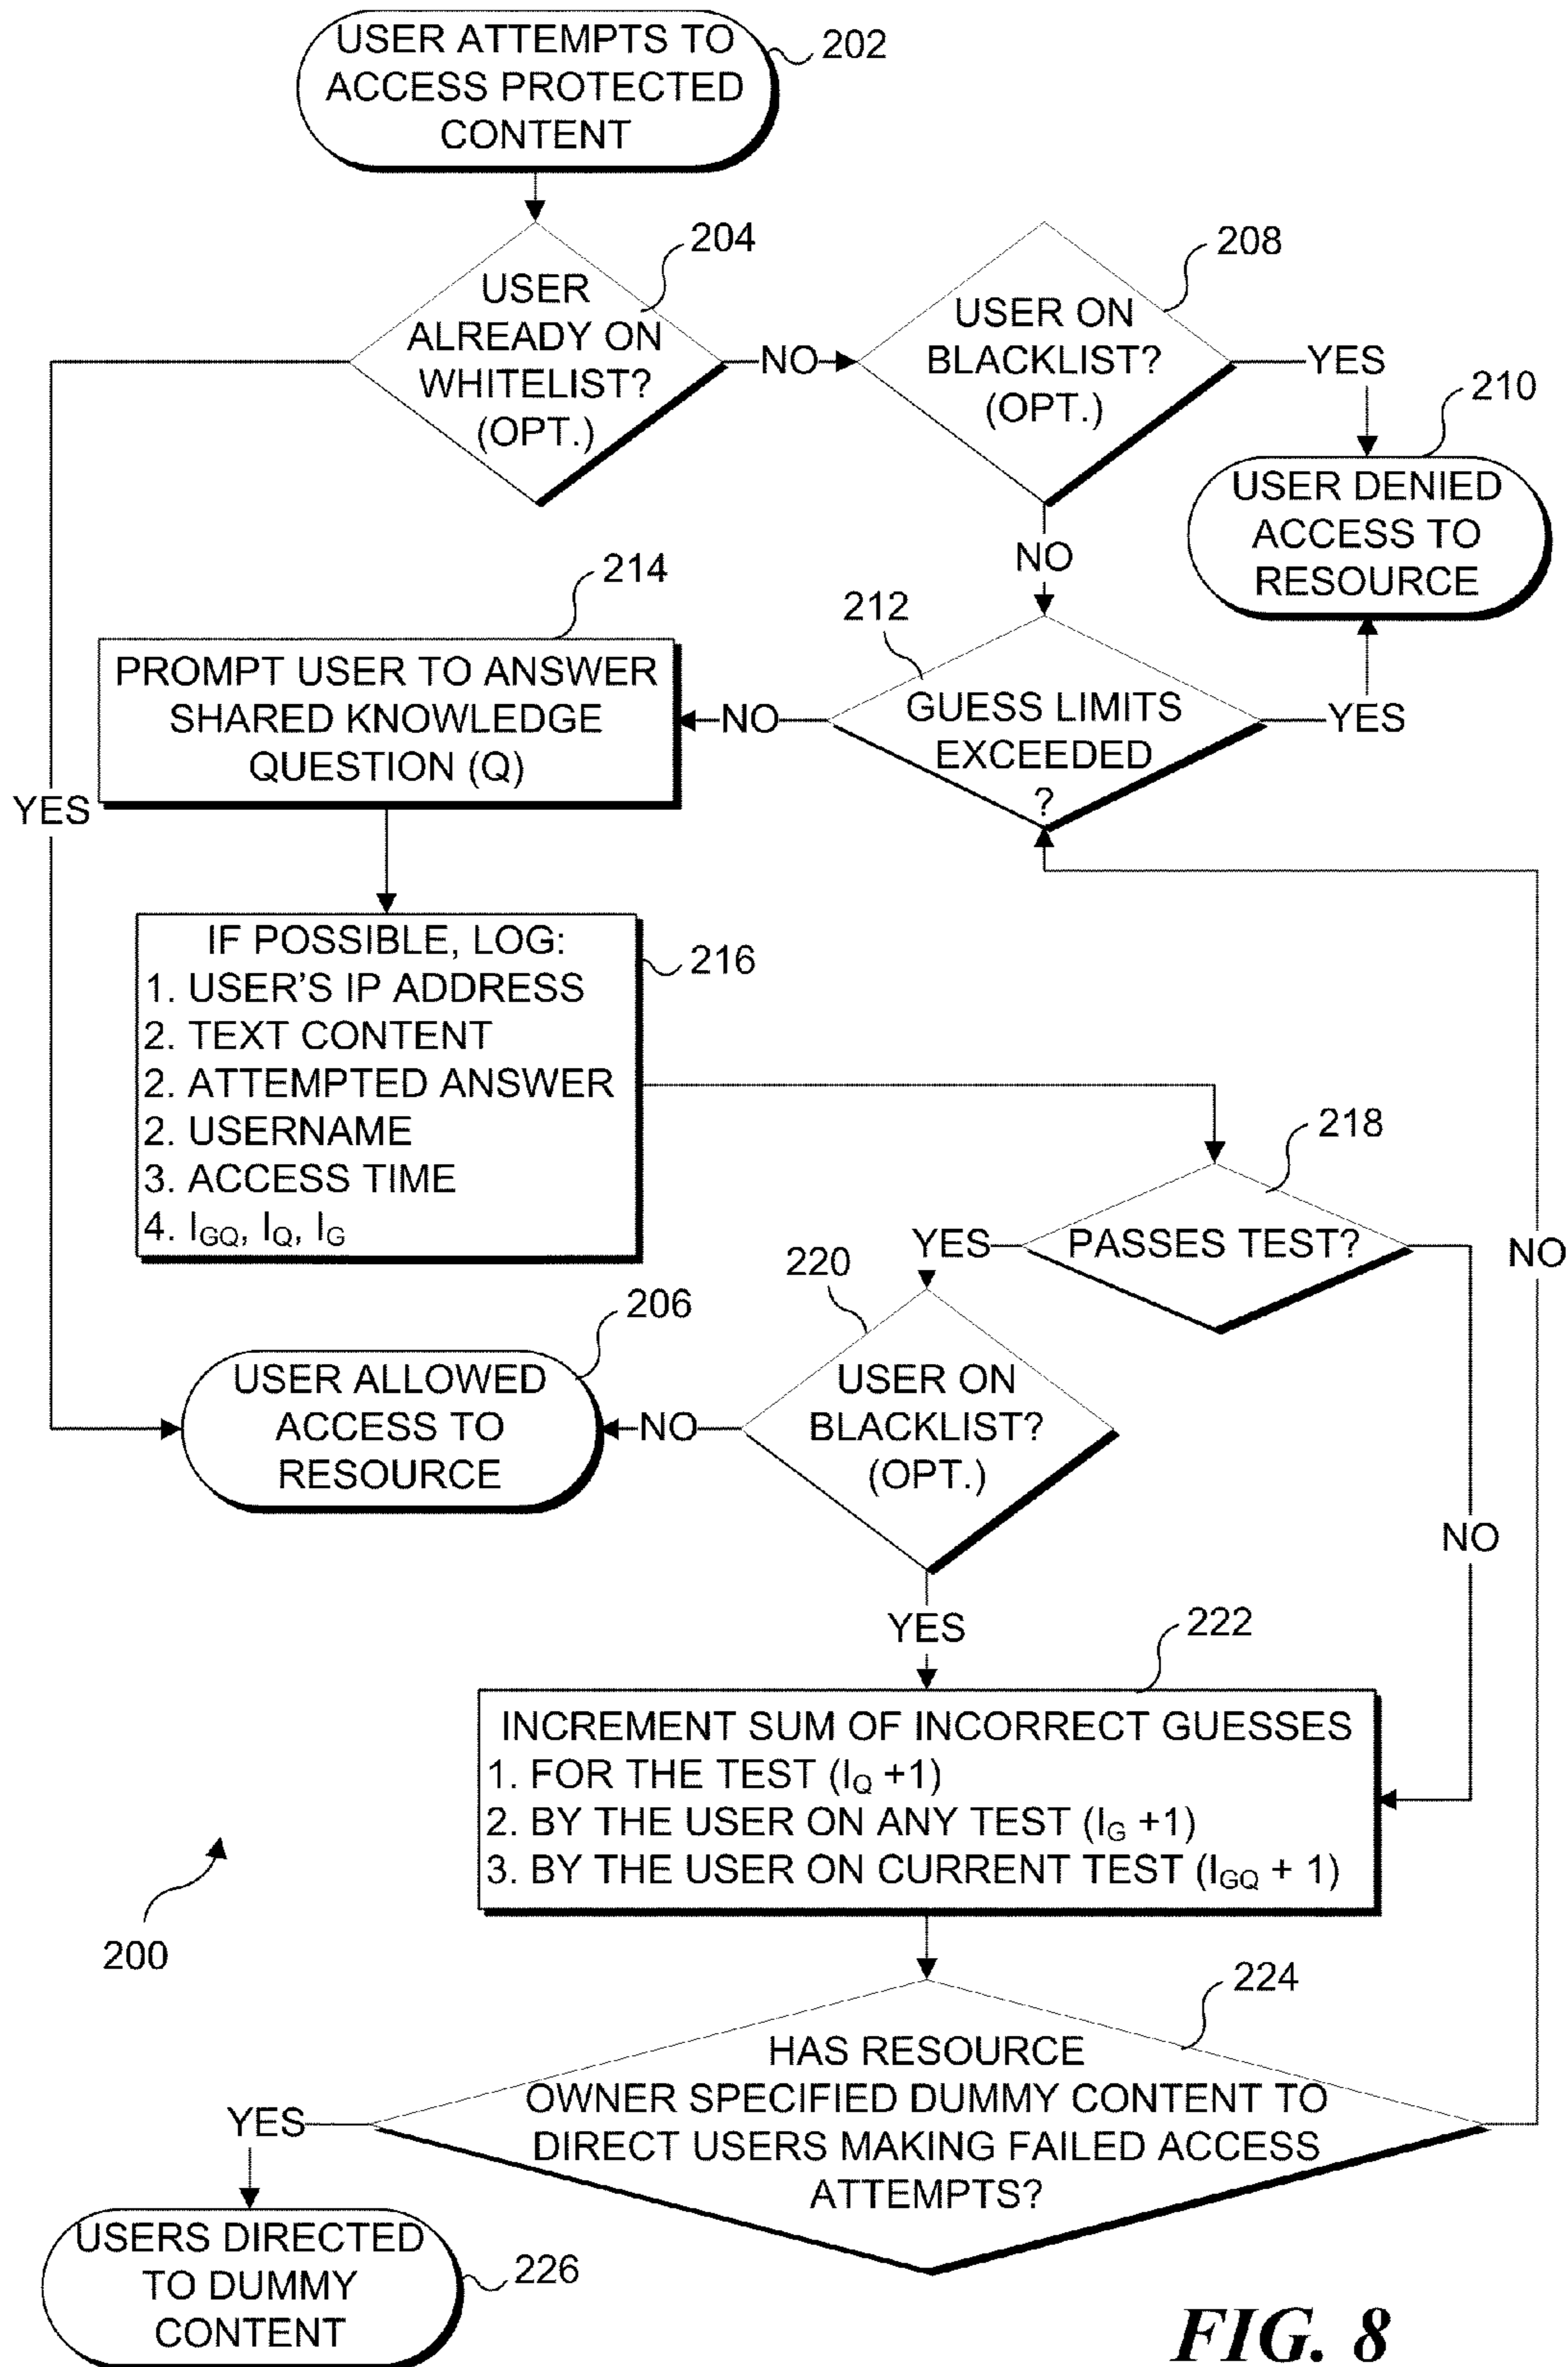 USER ATTEMPTS TO
ACCESS PROTECTED
CONTENT
202
USER
ALREADY ON
WHITELIST?
(OPT.)
204
NO
USER ON
BLACKLIST?
(OPT.)
208
YES
210
USER DENIED
ACCESS TO
RESOURCE
NO
214
PROMPT USER TO ANSWER
SHARED KNOWLEDGE
QUESTION (Q)
NO
212
GUESS LIMITS
EXCEEDED
?
YES
YES
IF POSSIBLE, LOG:
1. USER'S IP ADDRESS
2. TEXT CONTENT
2. ATTEMPTED ANSWER
2. USERNAME
3. ACCESS TIME
4. I_GQ, I_Q, I_G
216
218
PASSES TEST?
YES
NO
NO
220
USER ON
BLACKLIST?
(OPT.)
NO
206
USER ALLOWED
ACCESS TO
RESOURCE
YES
222
INCREMENT SUM OF INCORRECT GUESSES
1. FOR THE TEST (I_Q +1)
2. BY THE USER ON ANY TEST (I_G +1)
3. BY THE USER ON CURRENT TEST (I_GQ + 1)
200
224
HAS RESOURCE
OWNER SPECIFIED DUMMY CONTENT TO
DIRECT USERS MAKING FAILED ACCESS
ATTEMPTS?
YES
USERS DIRECTED
TO DUMMY
CONTENT
226
FIG. 8